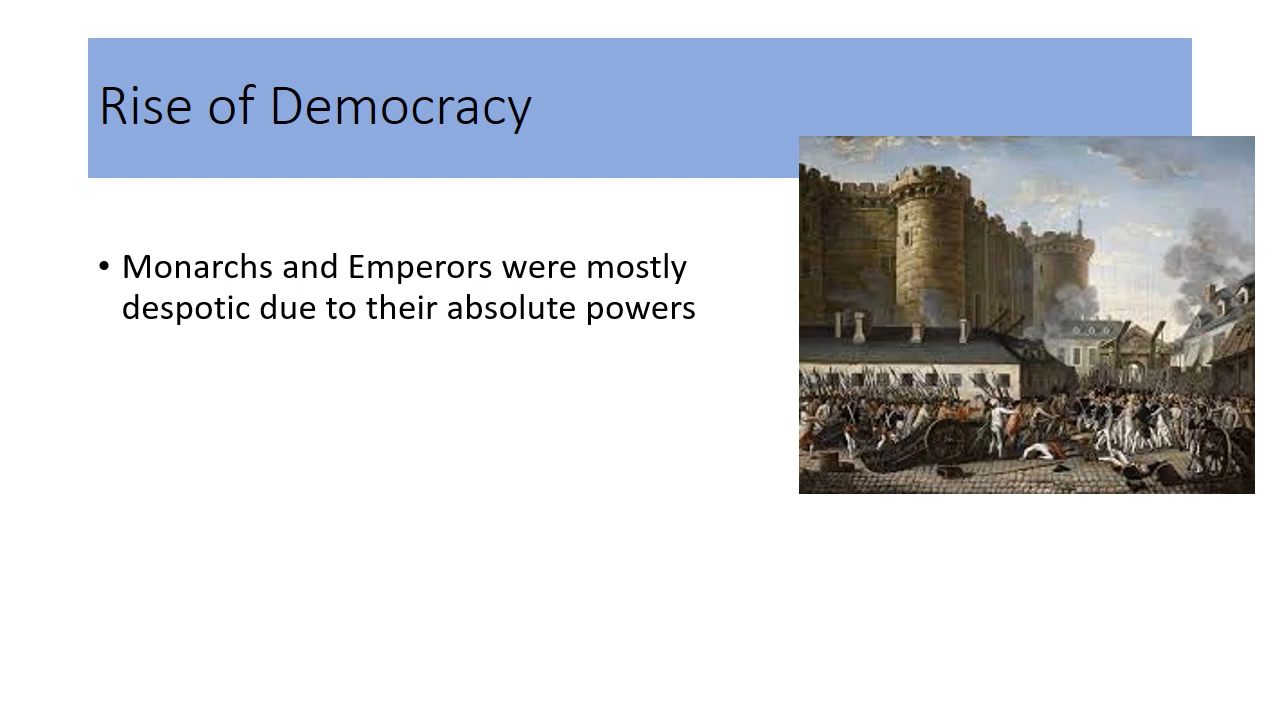 Rise of Democracy
• Monarchs and Emperors were mostly
despotic due to their absolute powers